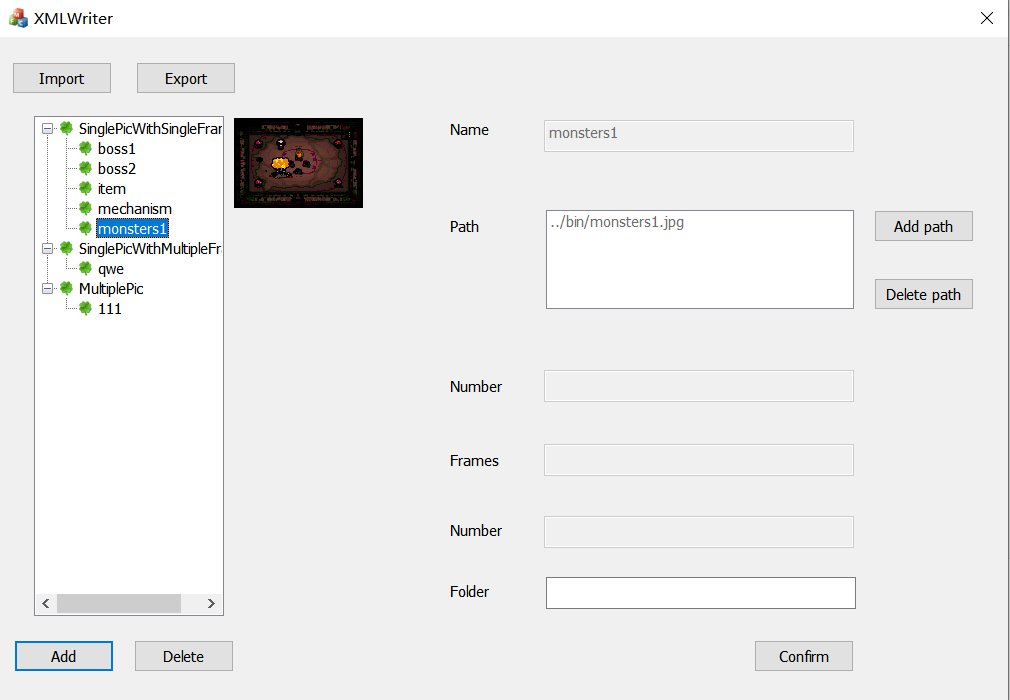 XMLWriter
Import
Export
SinglePicWithSingleFrar
boss1
boss2
item
mechanism
monsters1
SinglePicWithMultipleFr
qwe
MultiplePic
111
Name
monsters1
Path
../bin/monsters1.jpg
Add path
Delete path
Number
Frames
Number
Folder
Add
Delete
Confirm